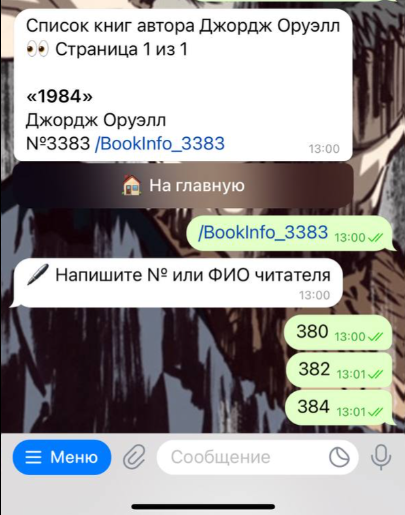 Список книг автора Джордж Оруэлл
👀 Страница 1 из 1
«1984»
Джордж Оруэлл
№3383 /BookInfo_3383
13:00
🏠 На главную
/BookInfo_3383 13:00
🖋 Напишите № или ФИО читателя
13:00
380 13:00
382 13:01
384 13:01
Меню Сообщение